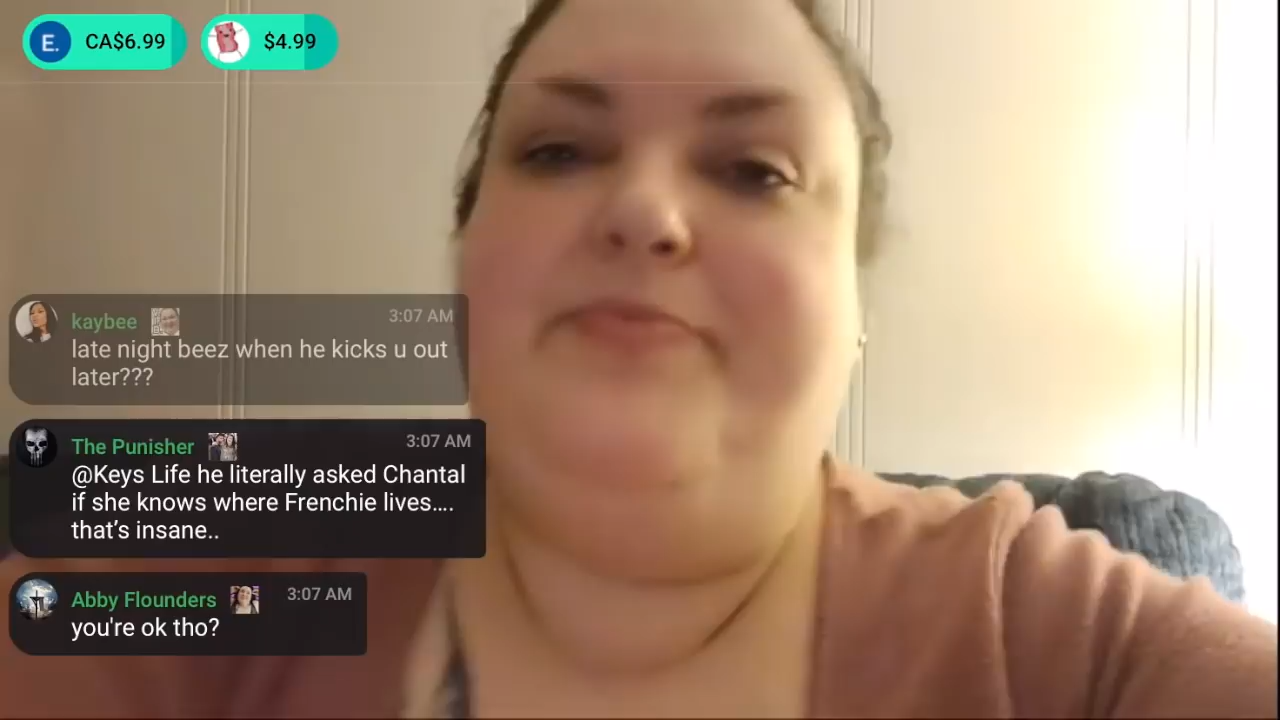 E. CA$6.99 $4.99
kaybee 3:07 AM
late night beez when he kicks u out
later???
The Punisher 3:07 AM
@Keys Life he literally asked Chantal
if she knows where Frenchie lives....
that's insane..
Abby Flounders 3:07 AM
you're ok tho?